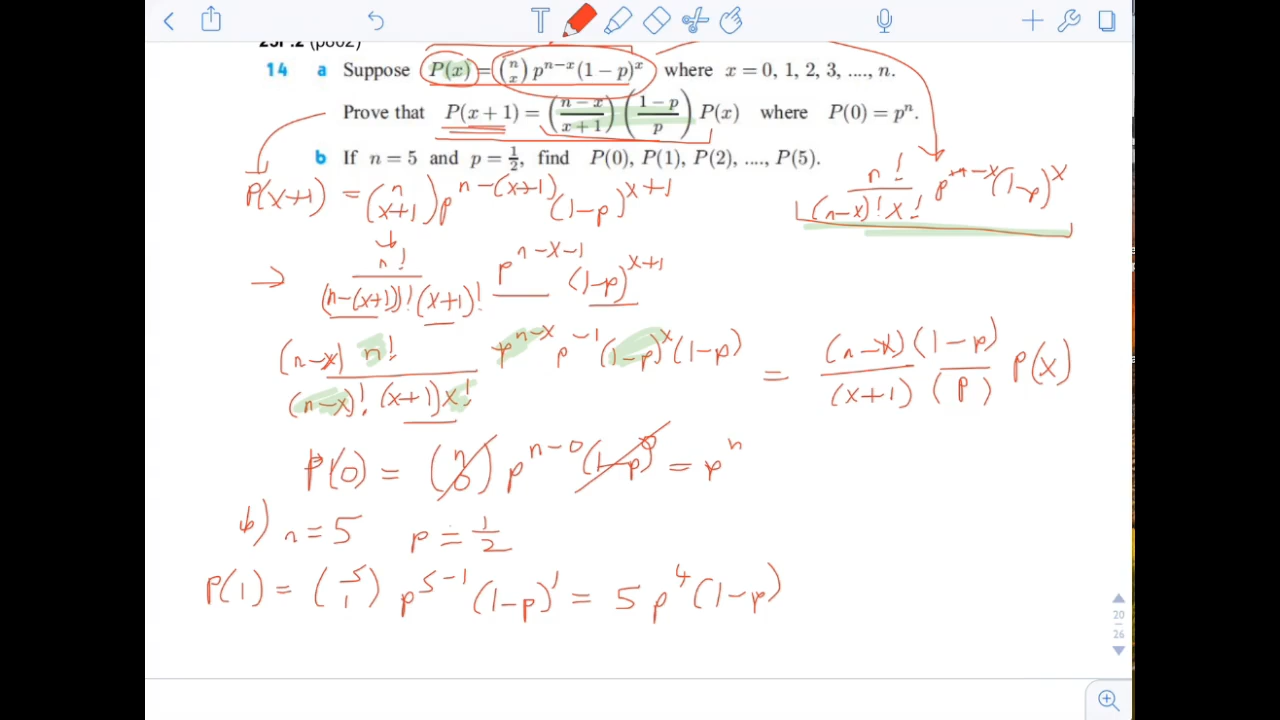 14 a Suppose P(x) = (n x) p^(n−x) (1 − p)^x where x = 0, 1, 2, 3, ...., n.
Prove that P(x + 1) = ((n − x)/(x + 1)) ((1 − p)/p) P(x) where P(0) = p^n.
b If n = 5 and p = 1/2, find P(0), P(1), P(2), ...., P(5).
P(x+1) = (n x+1) p^(n−(x+1)) (1−p)^(x+1)
n!/((n−x)! x!) p^(n−x) (1−p)^x
→ n!/((n−(x+1))! (x+1)!) p^(n−x−1) (1−p)^(x+1)
(n−x) n!/((n−x)! (x+1) x!) p^(n−x) p^(−1) (1−p)^x (1−p) = (n−x)/(x+1) (1−p)/(p) P(x)
P(0) = (n 0) p^(n−0) (1−p)^0 = p^n
b) n = 5 p = 1/2
P(1) = (5 1) p^(5−1) (1−p)^1 = 5 p^4 (1−p)
20
26